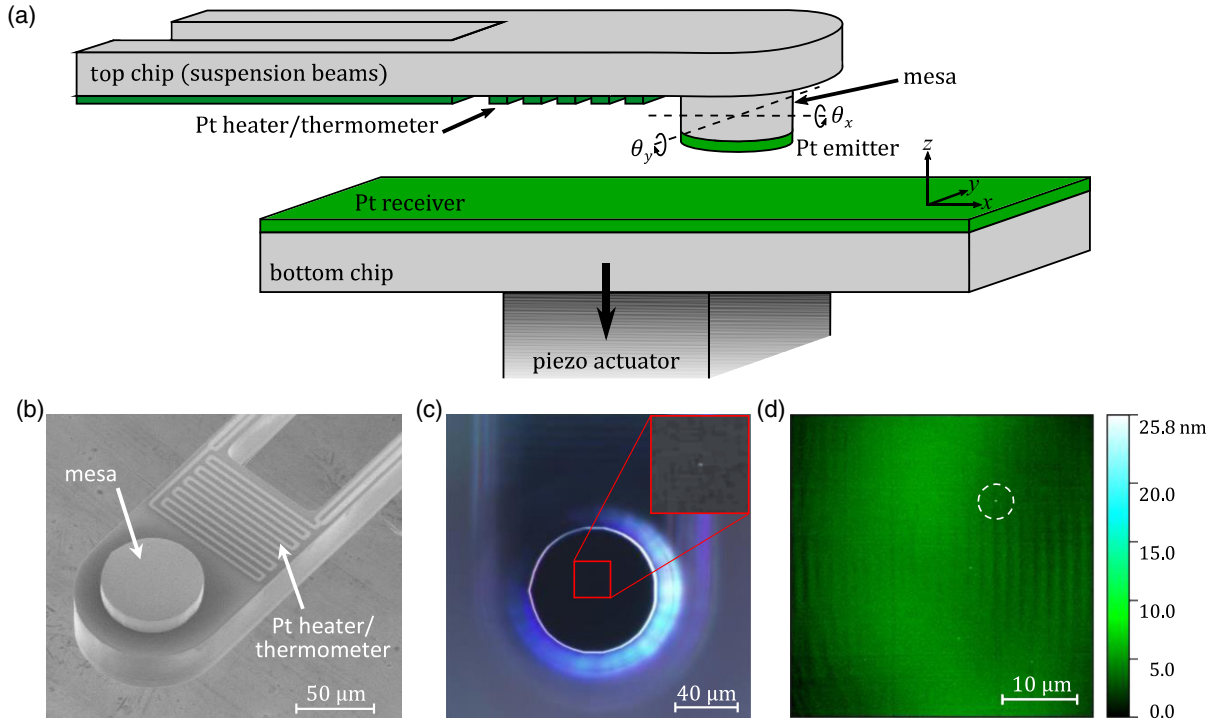 (a)
top chip (suspension beams)
mesa
Pt heater/thermometer
θx
θy
Pt emitter
z
y
x
Pt receiver
bottom chip
piezo actuator
(b)
mesa
Pt heater/
thermometer
50 μm
(c)
40 μm
(d)
10 μm
25.8 nm
20.0
15.0
10.0
5.0
0.0